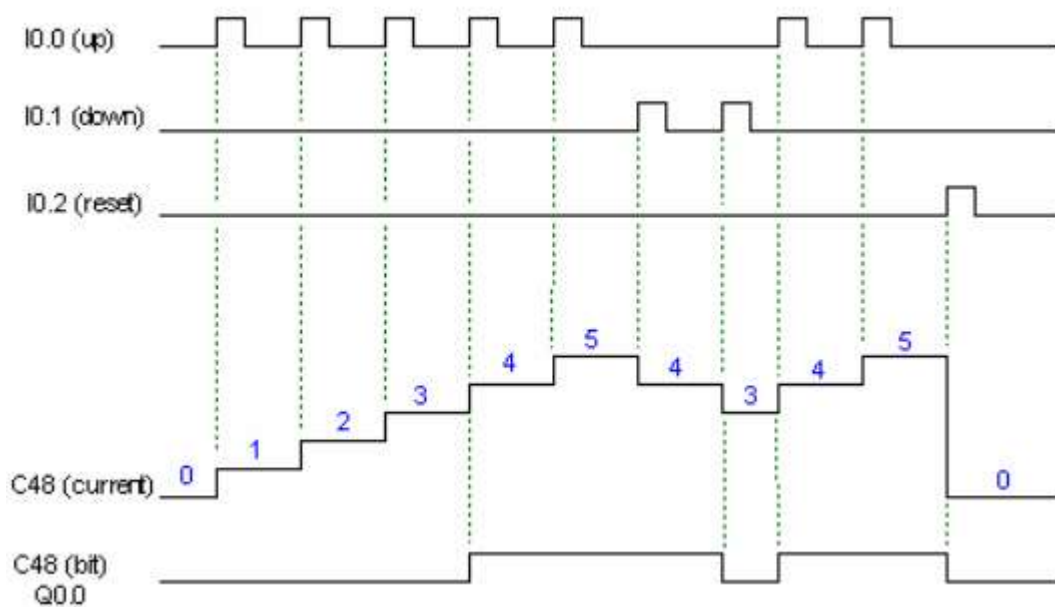 I0.0 (up)
I0.1 (down)
I0.2 (reset)
5
5
4
4
4
3
3
2
1
0
0
C48 (current)
C48 (bit)
Q0.0